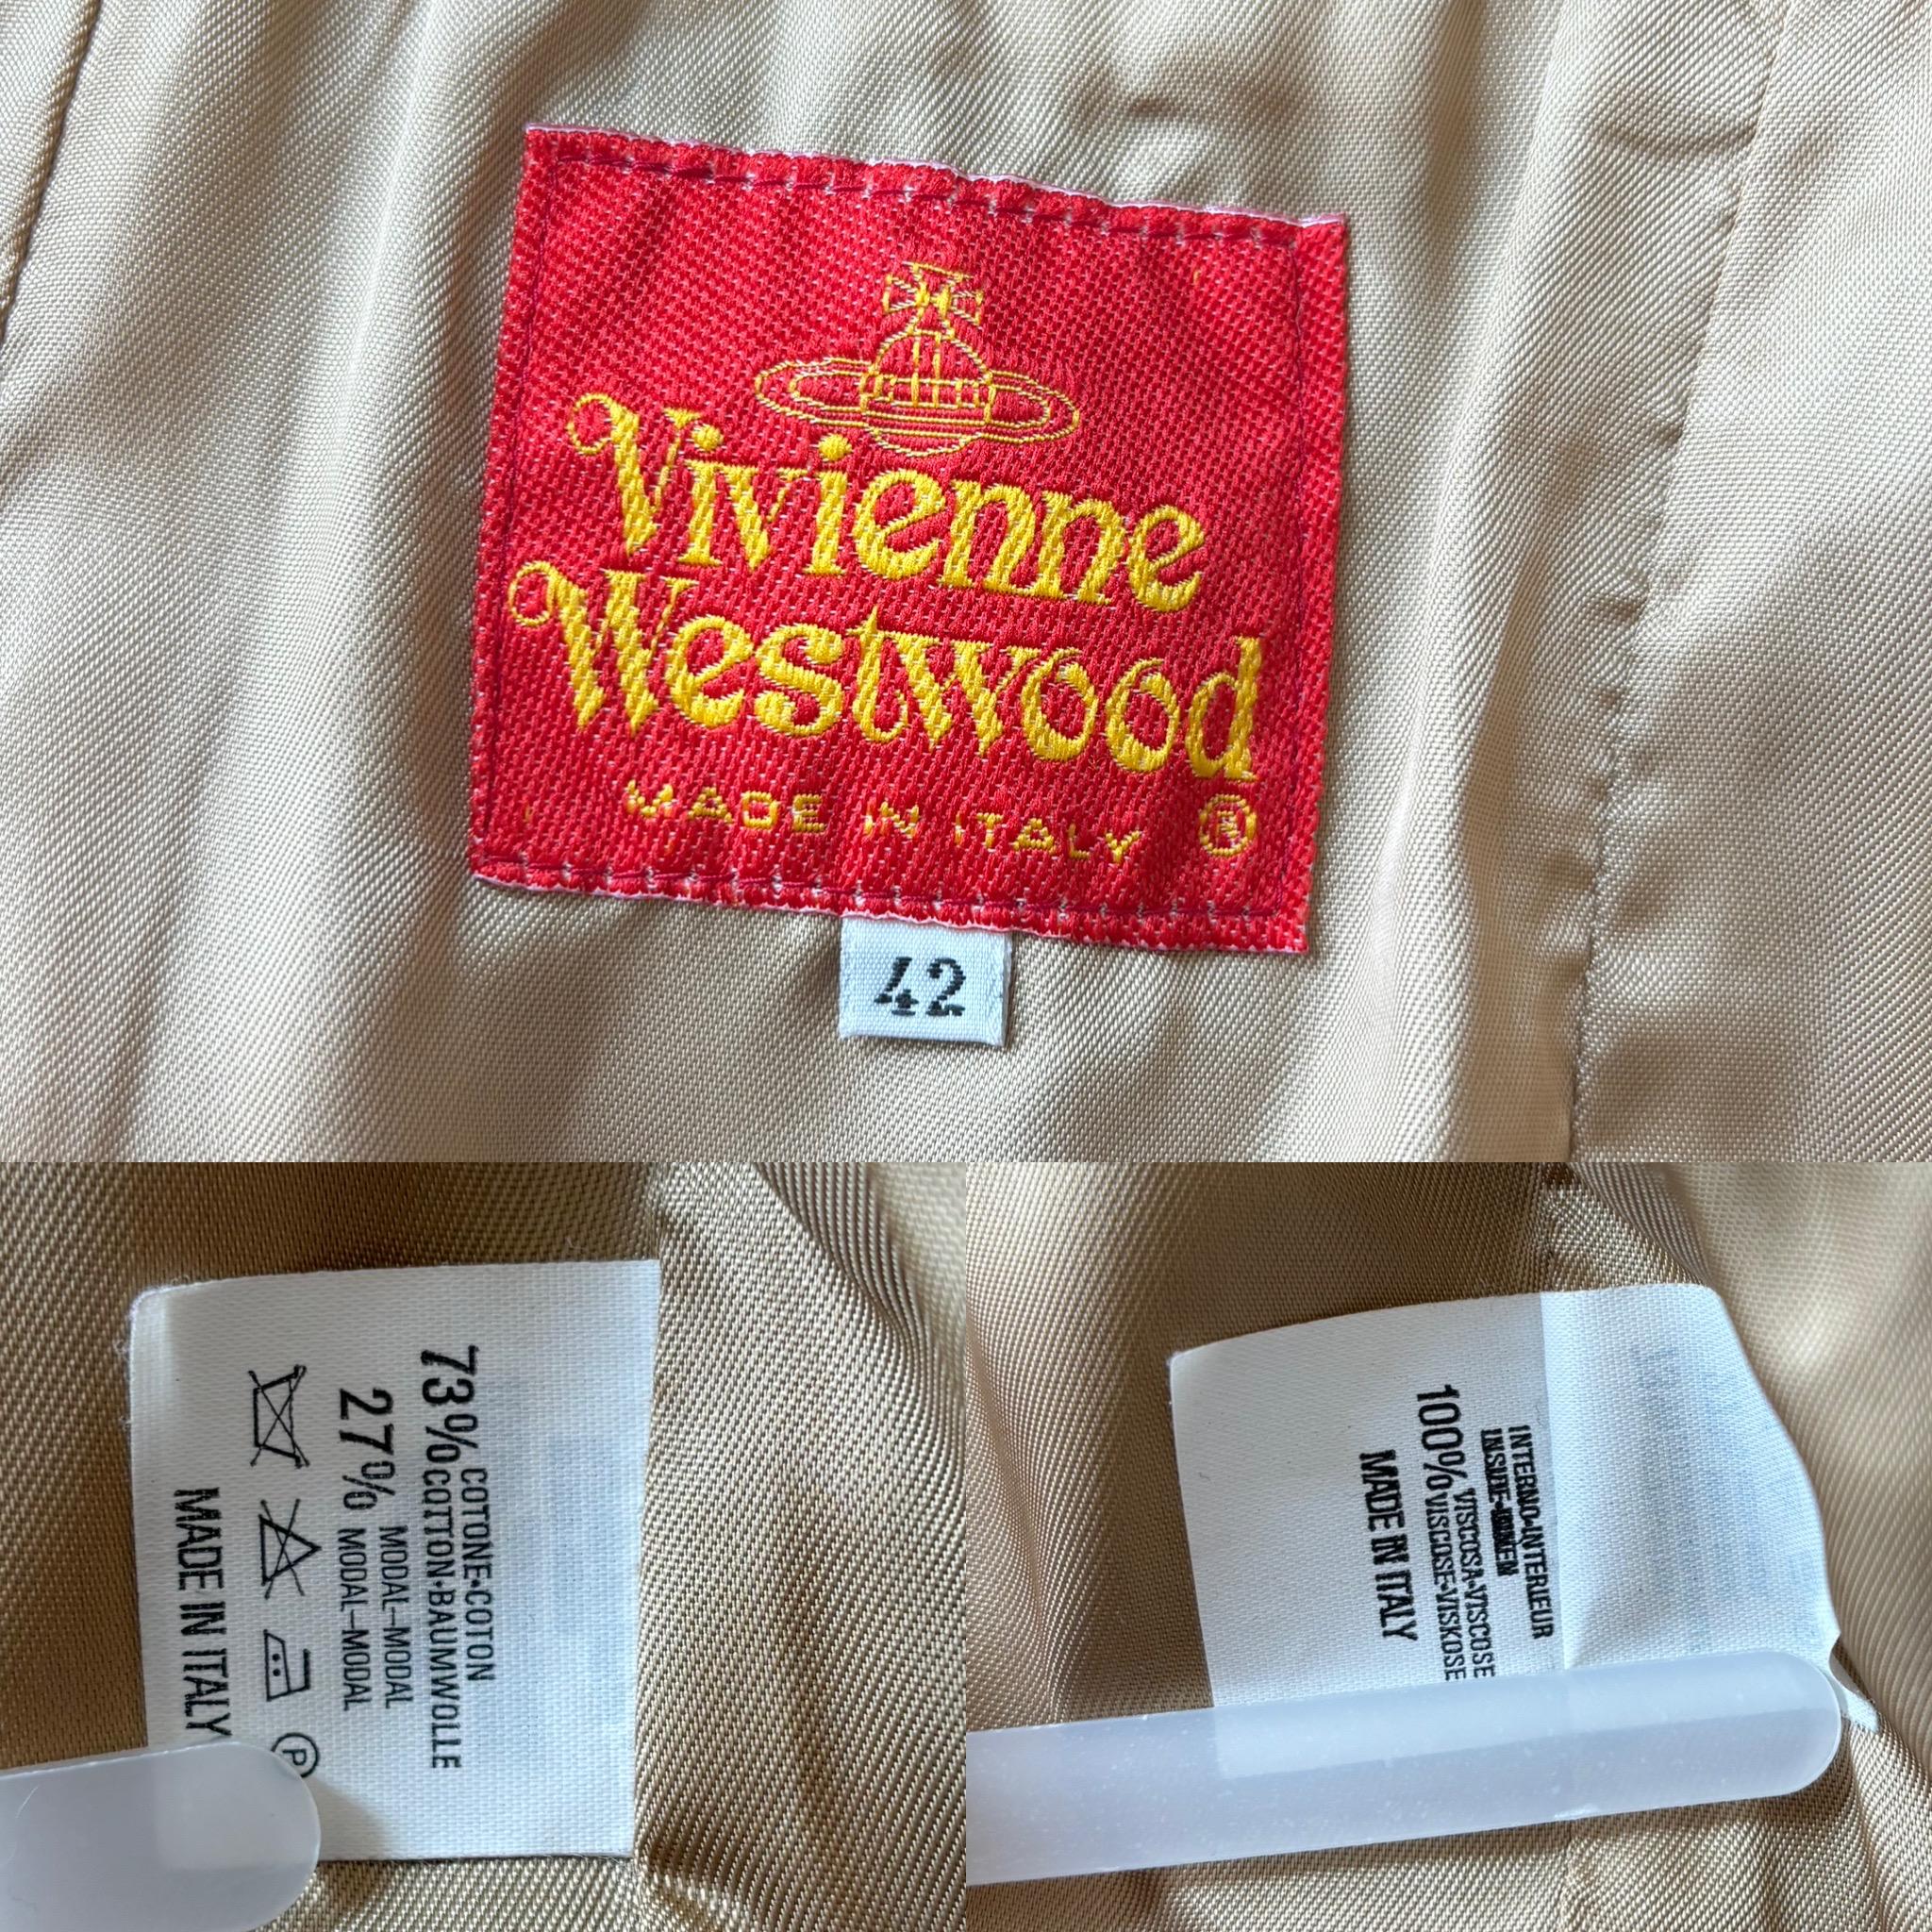 Vivienne
Westwood
MADE IN ITALY ®
42
73% COTONE-COTON
COTTON-BAUMWOLLE
27% MODAL-MODAL
MODAL-MODAL
P
MADE IN ITALY
INTERNO-INTERIEUR
INSIDE-INNEN
100% VISCOSA-VISCOSE
VISCOSE-VISKOSE
MADE IN ITALY